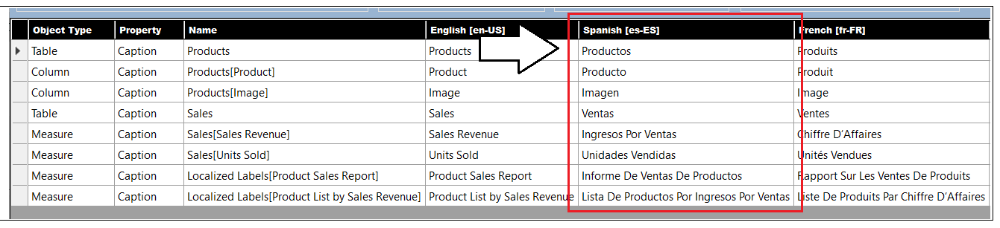 Object Type Property Name English [en-US] Spanish [es-ES] French [fr-FR]
Table Caption Products Products Productos Produits
Column Caption Products[Product] Product Producto Produit
Column Caption Products[Image] Image Imagen Image
Table Caption Sales Sales Ventas Ventes
Measure Caption Sales[Sales Revenue] Sales Revenue Ingresos Por Ventas Chiffre D'Affaires
Measure Caption Sales[Units Sold] Units Sold Unidades Vendidas Unités Vendues
Measure Caption Localized Labels[Product Sales Report] Product Sales Report Informe De Ventas De Productos Rapport Sur Les Ventes De Produits
Measure Caption Localized Labels[Product List by Sales Revenue] Product List by Sales Revenue Lista De Productos Por Ingresos Por Ventas Liste De Produits Par Chiffre D'Affaires